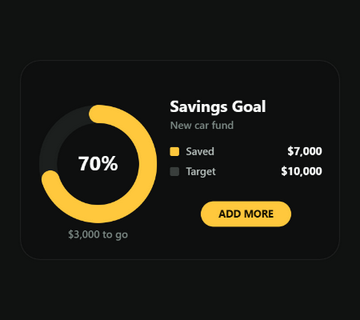 Savings Goal
New car fund
70%
Saved $7,000
Target $10,000
ADD MORE
$3,000 to go